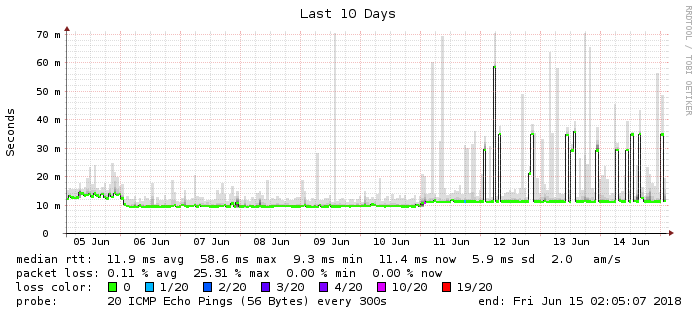 Last 10 Days
RRDTOOL / TOBI OETIKER
Seconds
70 m
60 m
50 m
40 m
30 m
20 m
10 m
0
05 Jun 06 Jun 07 Jun 08 Jun 09 Jun 10 Jun 11 Jun 12 Jun 13 Jun 14 Jun
median rtt: 11.9 ms avg 58.6 ms max 9.3 ms min 11.4 ms now 5.9 ms sd 2.0 am/s
packet loss: 0.11 % avg 25.31 % max 0.00 % min 0.00 % now
loss color: 0 1/20 2/20 3/20 4/20 10/20 19/20
probe: 20 ICMP Echo Pings (56 Bytes) every 300s end: Fri Jun 15 02:05:07 2018